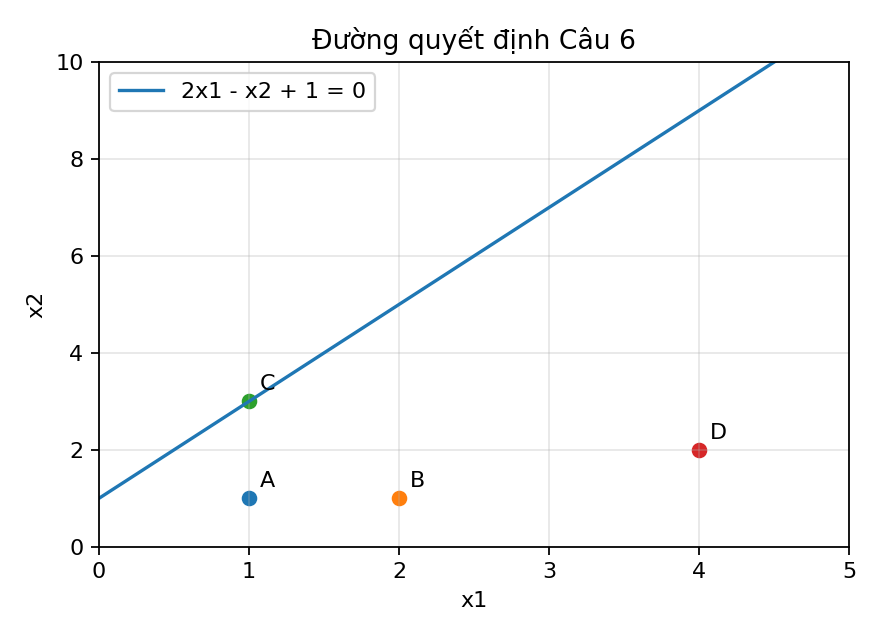 Đường quyết định Câu 6
10
2x1 - x2 + 1 = 0
8
6
x2
4
C
D
2
A
B
0
0 1 2 3 4 5
x1